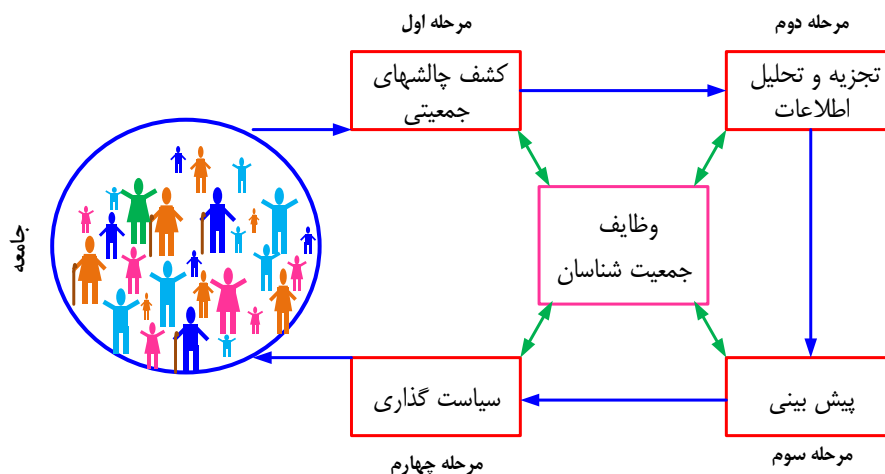 مرحله اول
مرحله دوم
کشف چالشهای
جمعیتی
تجزیه و تحلیل
اطلاعات
وظایف
جمعیت شناسان
جامعه
سیاست گذاری
پیش بینی
مرحله چهارم
مرحله سوم